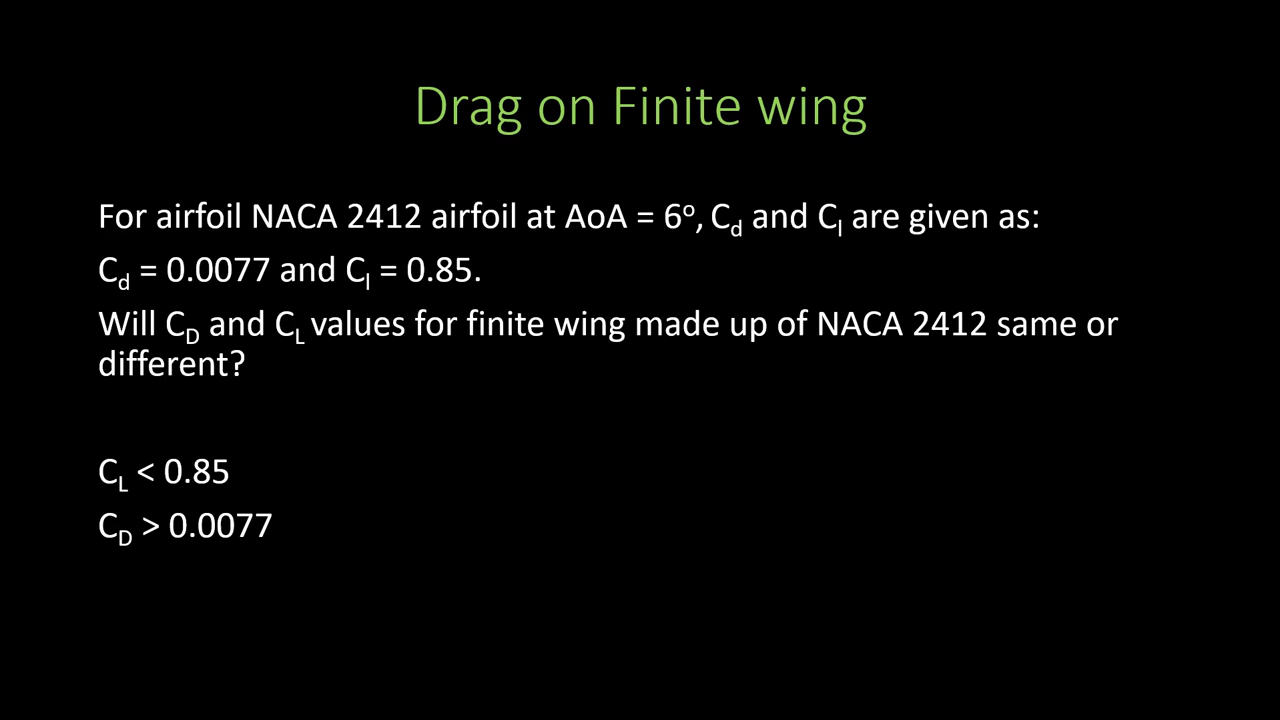 Drag on Finite wing
For airfoil NACA 2412 airfoil at AoA = 6º, Cd and Cl are given as:
Cd = 0.0077 and Cl = 0.85.
Will CD and CL values for finite wing made up of NACA 2412 same or
different?
CL < 0.85
CD > 0.0077